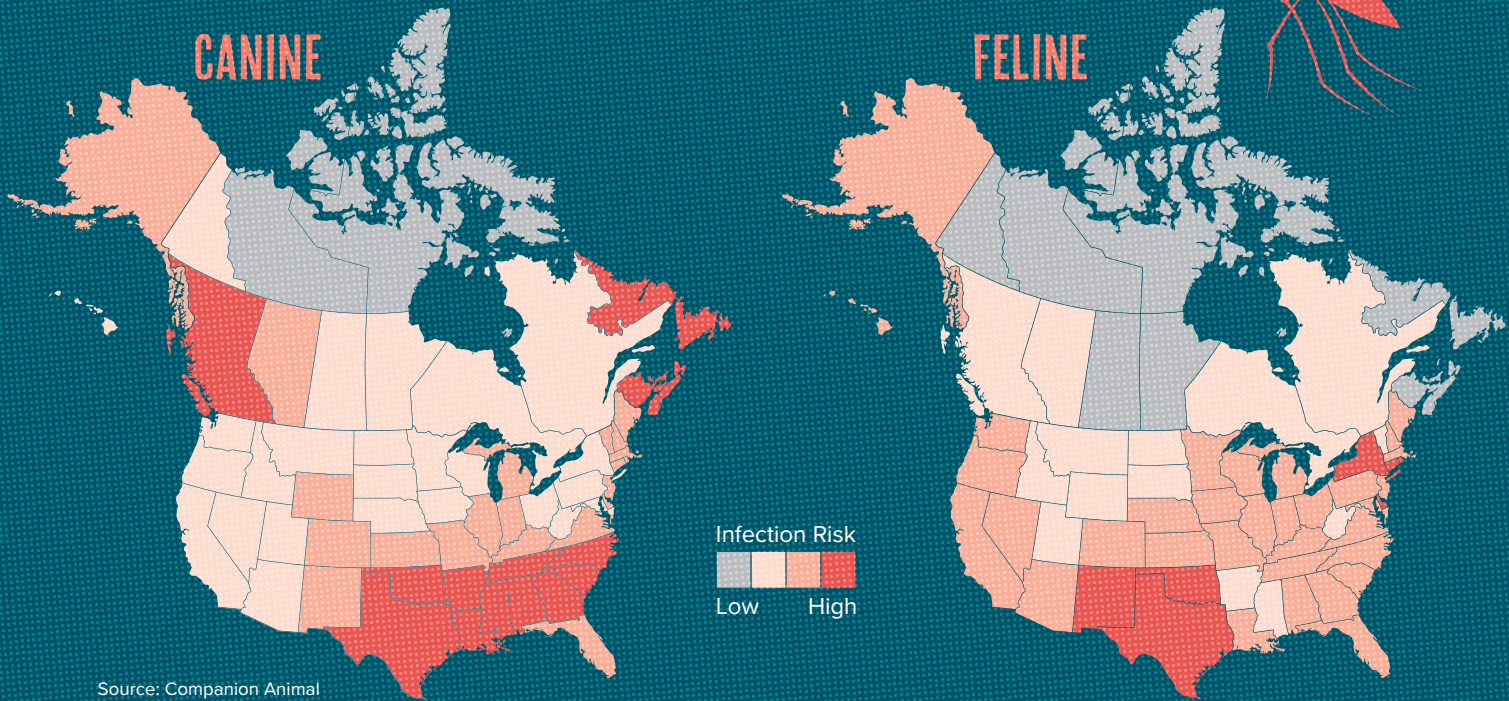 CANINE
FELINE
Infection Risk
Low High
Source: Companion Animal